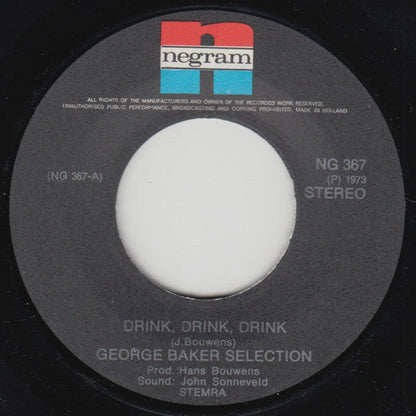 negram
ALL RIGHTS OF THE MANUFACTURERS AND OWNER OF THE RECORDED WORK RESERVED.
UNAUTHORISED PUBLIC PERFORMANCE, BROADCASTING AND COPYING PROHIBITED. MADE IN HOLLAND
NG 367
(NG 367-A)
(P) 1973
STEREO
DRINK, DRINK, DRINK
(J.Bouwens)
GEORGE BAKER SELECTION
Prod.:Hans Bouwens
Sound: John Sonneveld
STEMRA